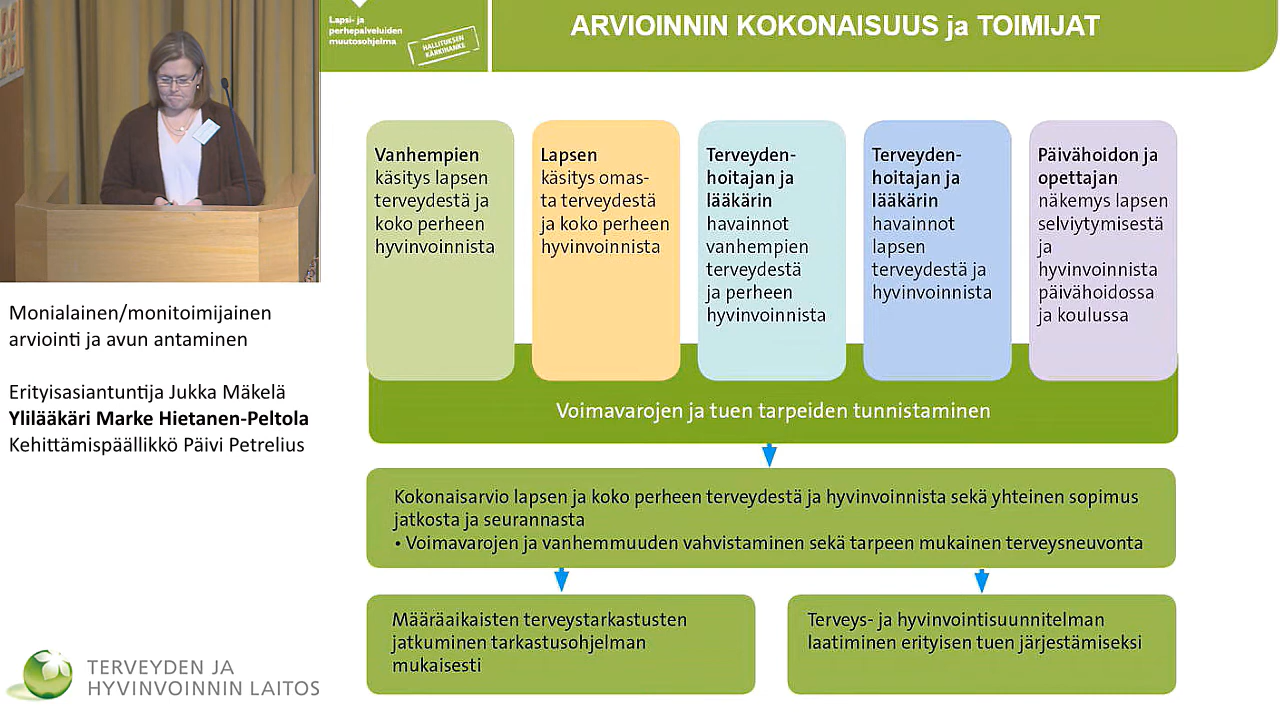 Lapsi- ja
perhepalveluiden
muutosohjelma
HALLITUKSEN
KÄRKIHANKE
ARVIOINNIN KOKONAISUUS ja TOIMIJAT
Vanhempien
käsitys lapsen
terveydestä ja
koko perheen
hyvinvoinnista
Lapsen
käsitys omas-
ta terveydestä
ja koko perheen
hyvinvoinnista
Terveyden-
hoitajan ja
lääkärin
havainnot
vanhempien
terveydestä
ja perheen
hyvinvoinnista
Terveyden-
hoitajan ja
lääkärin
havainnot
lapsen
terveydestä ja
hyvinvoinnista
Päivähoidon ja
opettajan
näkemys lapsen
selviytymisestä
ja
hyvinvoinnista
päivähoidossa
ja koulussa
Voimavarojen ja tuen tarpeiden tunnistaminen
Kokonaisarvio lapsen ja koko perheen terveydestä ja hyvinvoinnista sekä yhteinen sopimus
jatkosta ja seurannasta
• Voimavarojen ja vanhemmuuden vahvistaminen sekä tarpeen mukainen terveysneuvonta
Määräaikaisten terveystarkastusten
jatkuminen tarkastusohjelman
mukaisesti
Terveys- ja hyvinvointisuunnitelman
laatiminen erityisen tuen järjestämiseksi
Monialainen/monitoimijainen
arviointi ja avun antaminen
Erityisasiantuntija Jukka Mäkelä
Ylilääkäri Marke Hietanen-Peltola
Kehittämispäällikkö Päivi Petrelius
TERVEYDEN JA
HYVINVOINNIN LAITOS